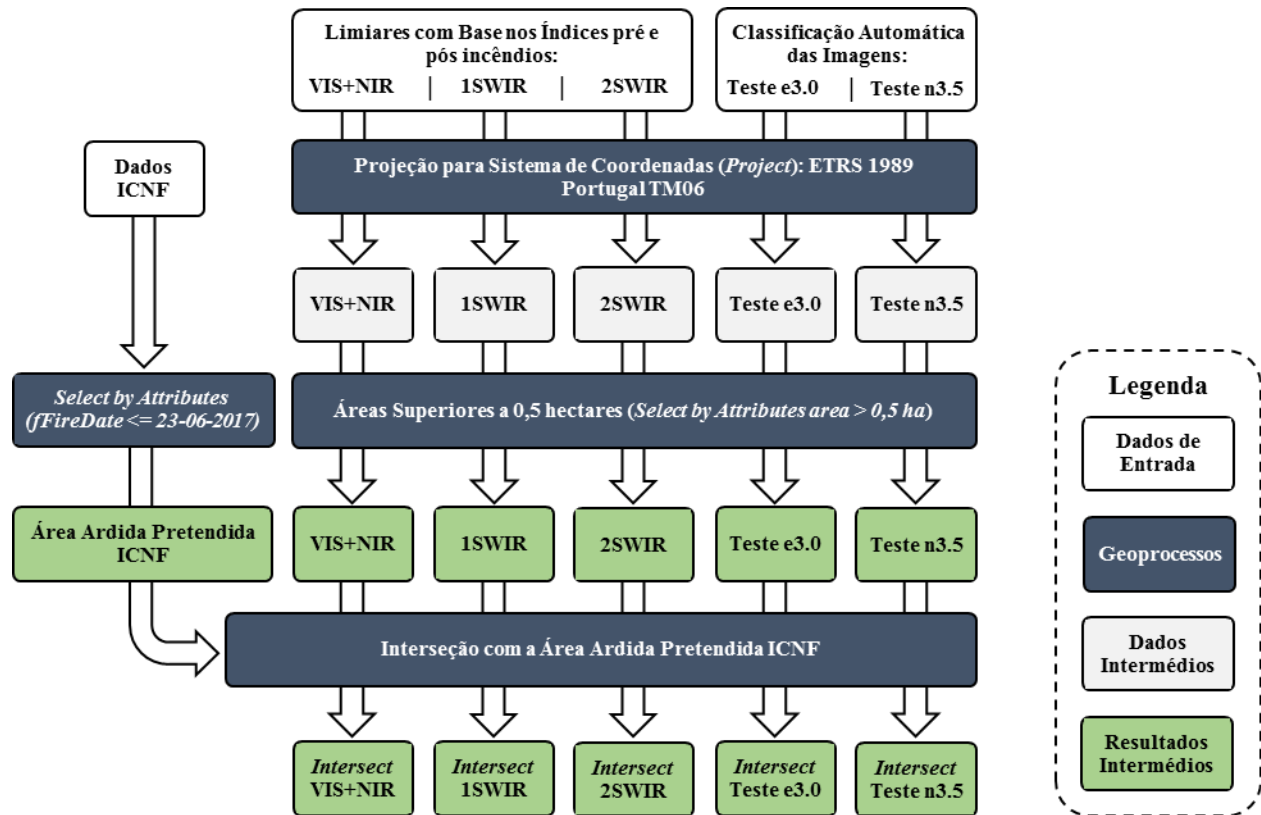 Limiares com Base nos Índices pré e
pós incêndios:
VIS+NIR | 1SWIR | 2SWIR
Classificação Automática
das Imagens:
Teste e3.0 | Teste n3.5
Dados
ICNF
Projeção para Sistema de Coordenadas (Project): ETRS 1989
Portugal TM06
VIS+NIR
1SWIR
2SWIR
Teste e3.0
Teste n3.5
Select by Attributes
(fFireDate <= 23-06-2017)
Áreas Superiores a 0,5 hectares (Select by Attributes area > 0,5 ha)
Área Ardida Pretendida
ICNF
VIS+NIR
1SWIR
2SWIR
Teste e3.0
Teste n3.5
Interseção com a Área Ardida Pretendida ICNF
Intersect
VIS+NIR
Intersect
1SWIR
Intersect
2SWIR
Intersect
Teste e3.0
Intersect
Teste n3.5
Legenda
Dados de
Entrada
Geoprocessos
Dados
Intermédios
Resultados
Intermédios